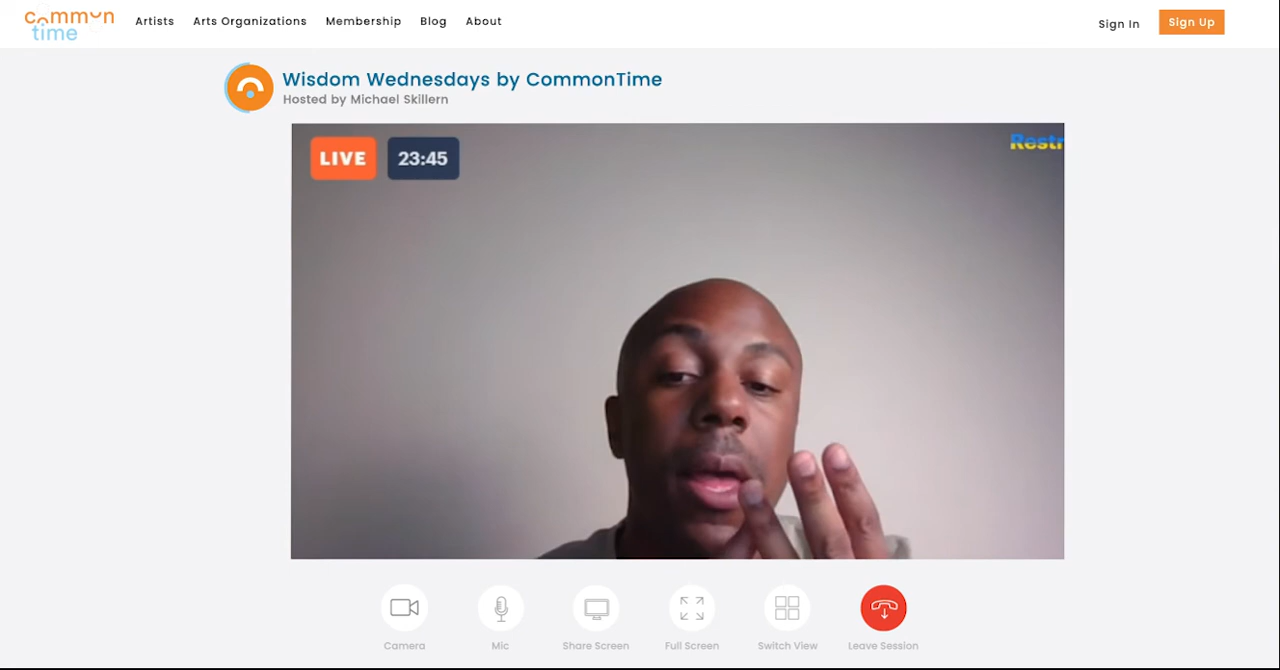 common
time
Artists
Arts Organizations
Membership
Blog
About
Sign In
Sign Up
Wisdom Wednesdays by CommonTime
Hosted by Michael Skillern
LIVE
23:45
Restr
Camera
Mic
Share Screen
Full Screen
Switch View
Leave Session